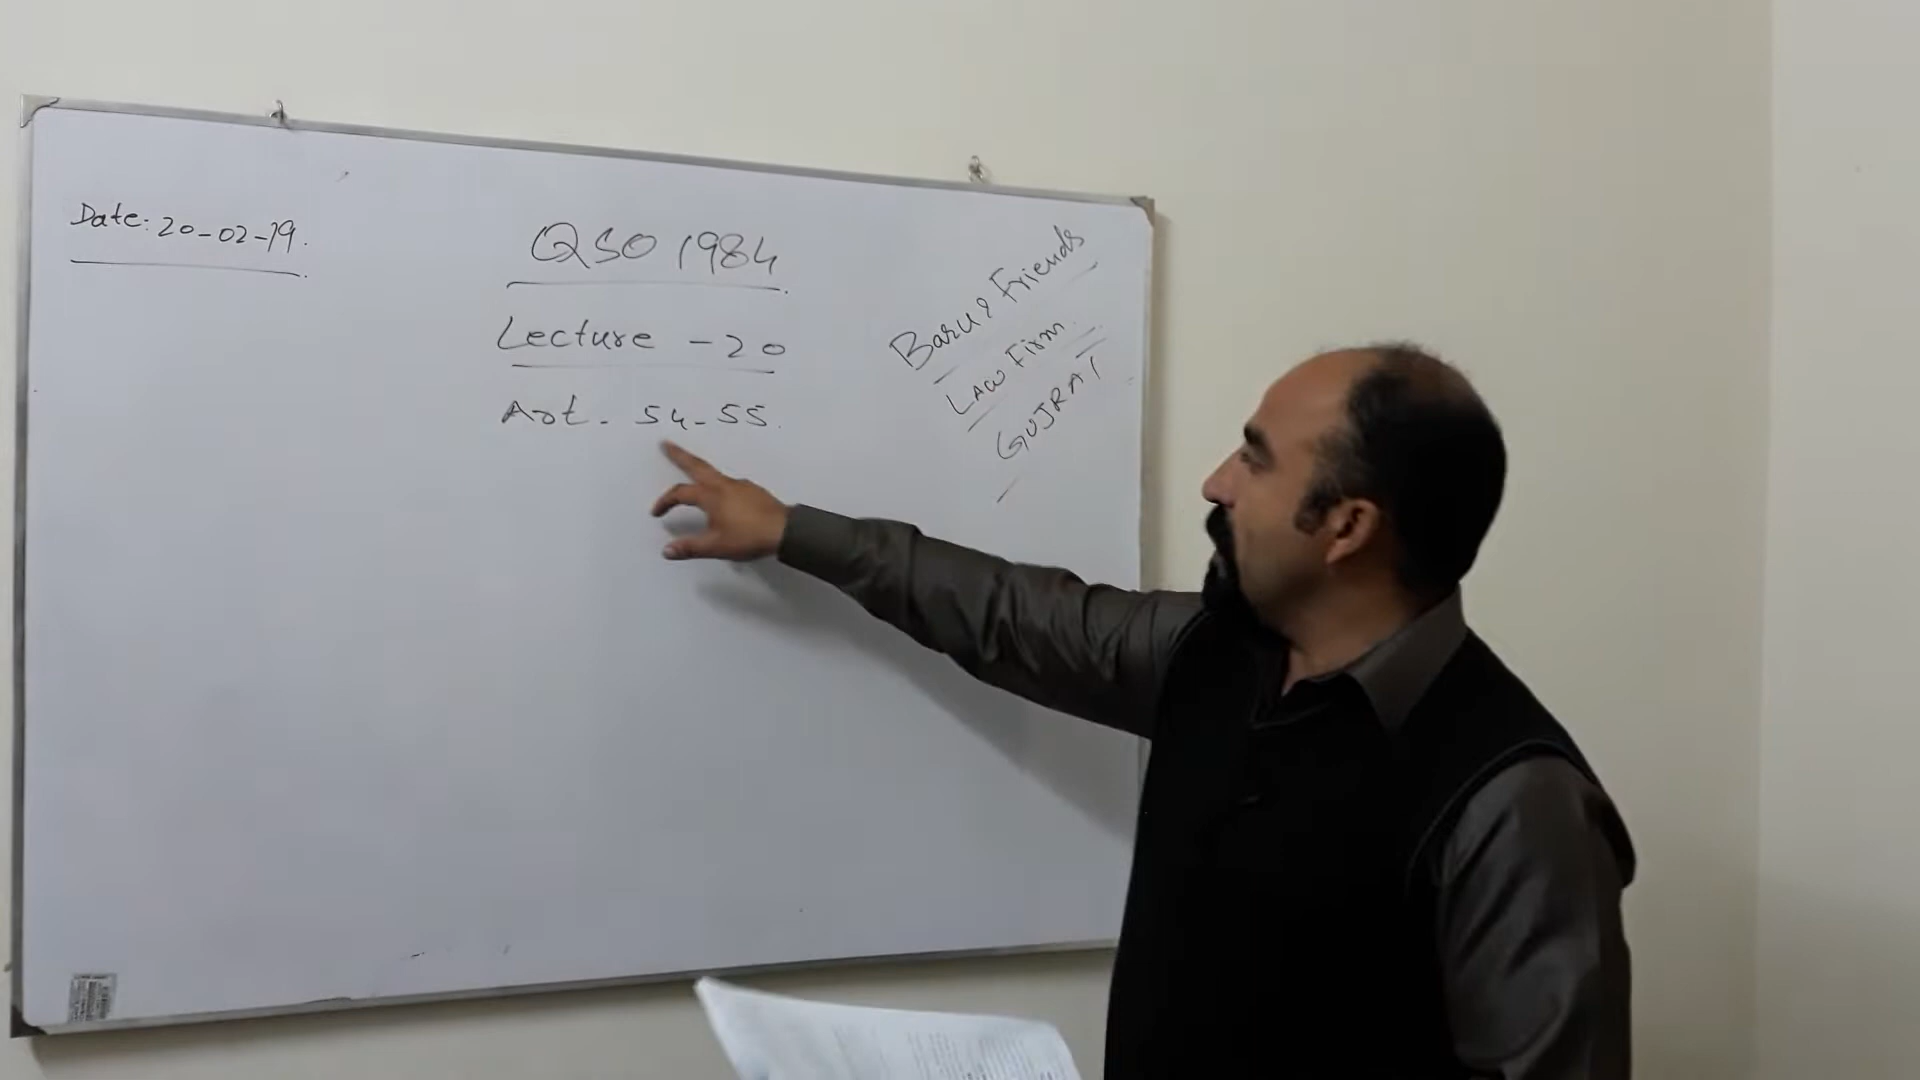 Date: 20-02-19.
QSO 1984
Lecture - 20
Art. 54-55.
Baru & Friends
Law Firm.
GUJRAT